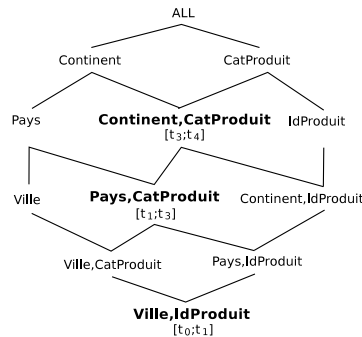 ALL
Continent CatProduit
Pays Continent,CatProduit IdProduit
[t₃;t₄]
Ville Pays,CatProduit Continent,IdProduit
[t₁;t₃]
Ville,CatProduit Pays,IdProduit
Ville,IdProduit
[t₀;t₁]